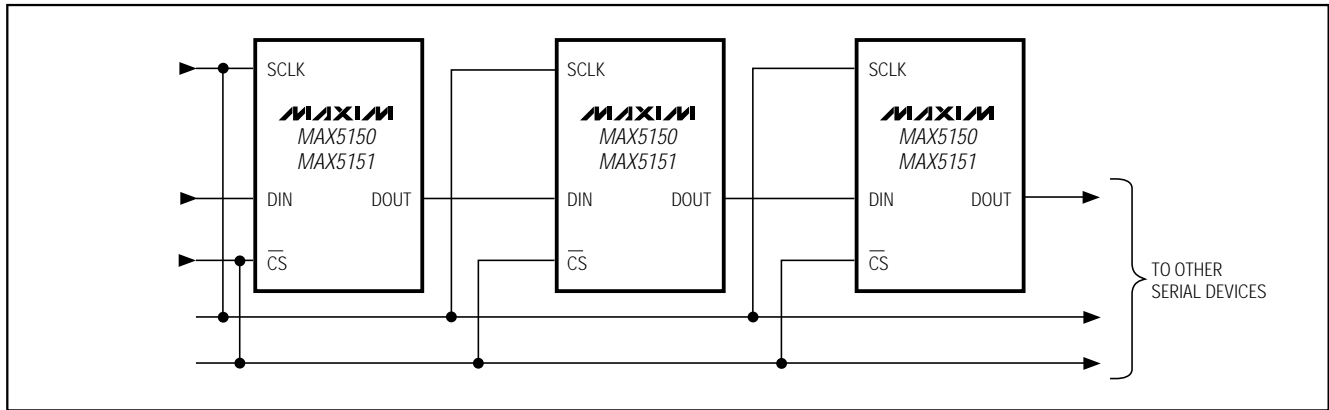 SCLK
MAXIM
MAX5150
MAX5151
DIN DOUT
CS
SCLK
MAXIM
MAX5150
MAX5151
DIN DOUT
CS
SCLK
MAXIM
MAX5150
MAX5151
DIN DOUT
CS
TO OTHER
SERIAL DEVICES